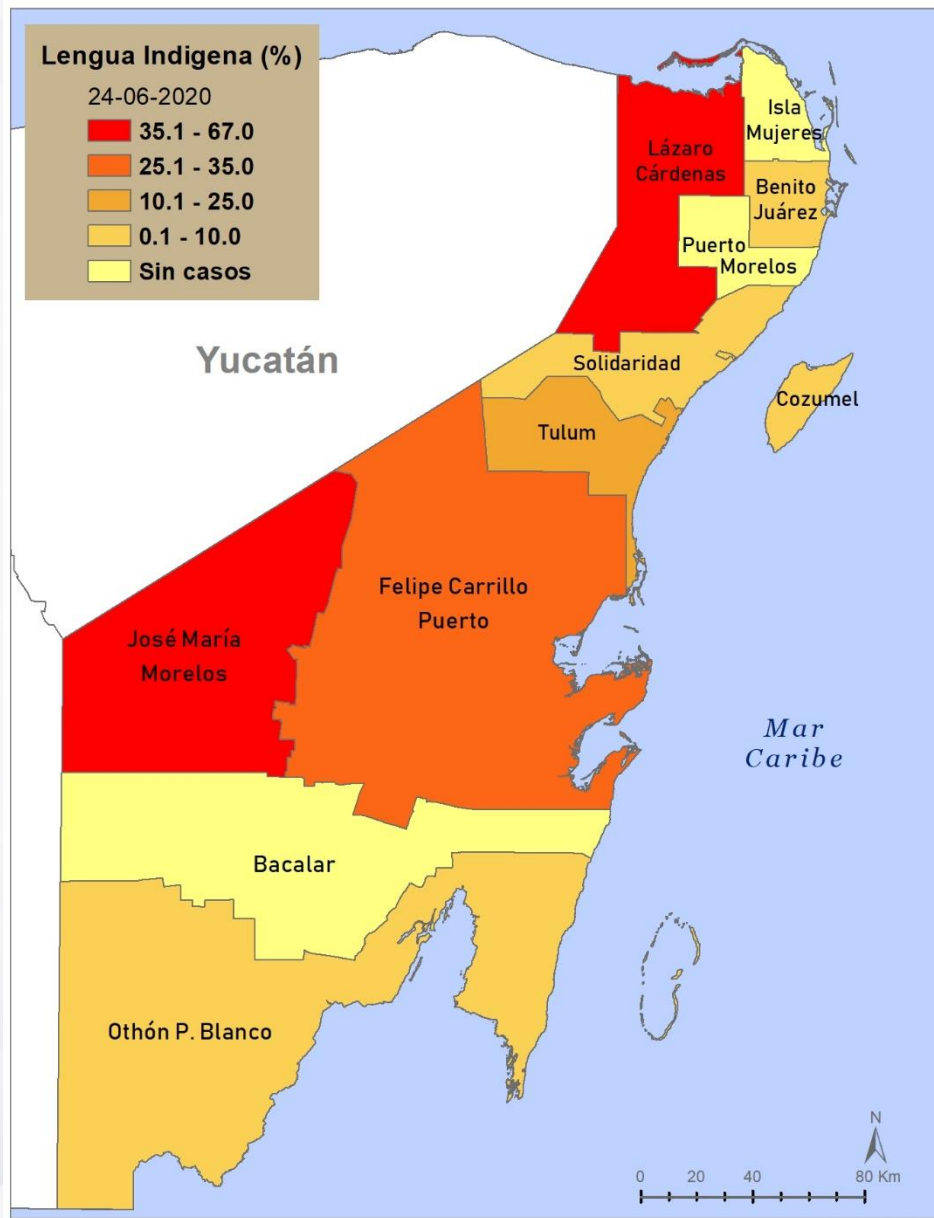 Lengua Indigena (%)
24-06-2020
35.1 - 67.0
25.1 - 35.0
10.1 - 25.0
0.1 - 10.0
Sin casos
Isla
Mujeres
Lázaro
Cárdenas
Benito
Juárez
Puerto
Morelos
Yucatán
Solidaridad
Cozumel
Tulum
Felipe Carrillo
Puerto
José María
Morelos
Mar
Caribe
Bacalar
Othón P. Blanco
N
0 20 40 80 Km